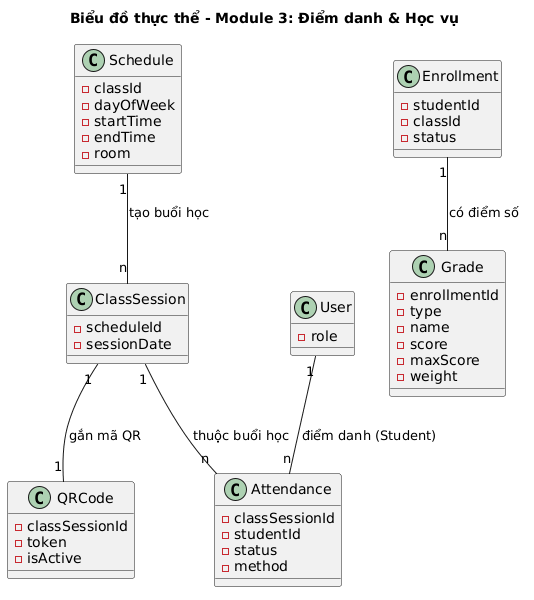 Biểu đồ thực thể - Module 3: Điểm danh & Học vụ
C Schedule
classId
dayOfWeek
startTime
endTime
room
C Enrollment
studentId
classId
status
1
tạo buổi học
n
1
có điểm số
n
C ClassSession
scheduleId
sessionDate
C User
role
C Grade
enrollmentId
type
name
score
maxScore
weight
1
gắn mã QR
1
1
thuộc buổi học
n
1
điểm danh (Student)
n
C QRCode
classSessionId
token
isActive
C Attendance
classSessionId
studentId
status
method